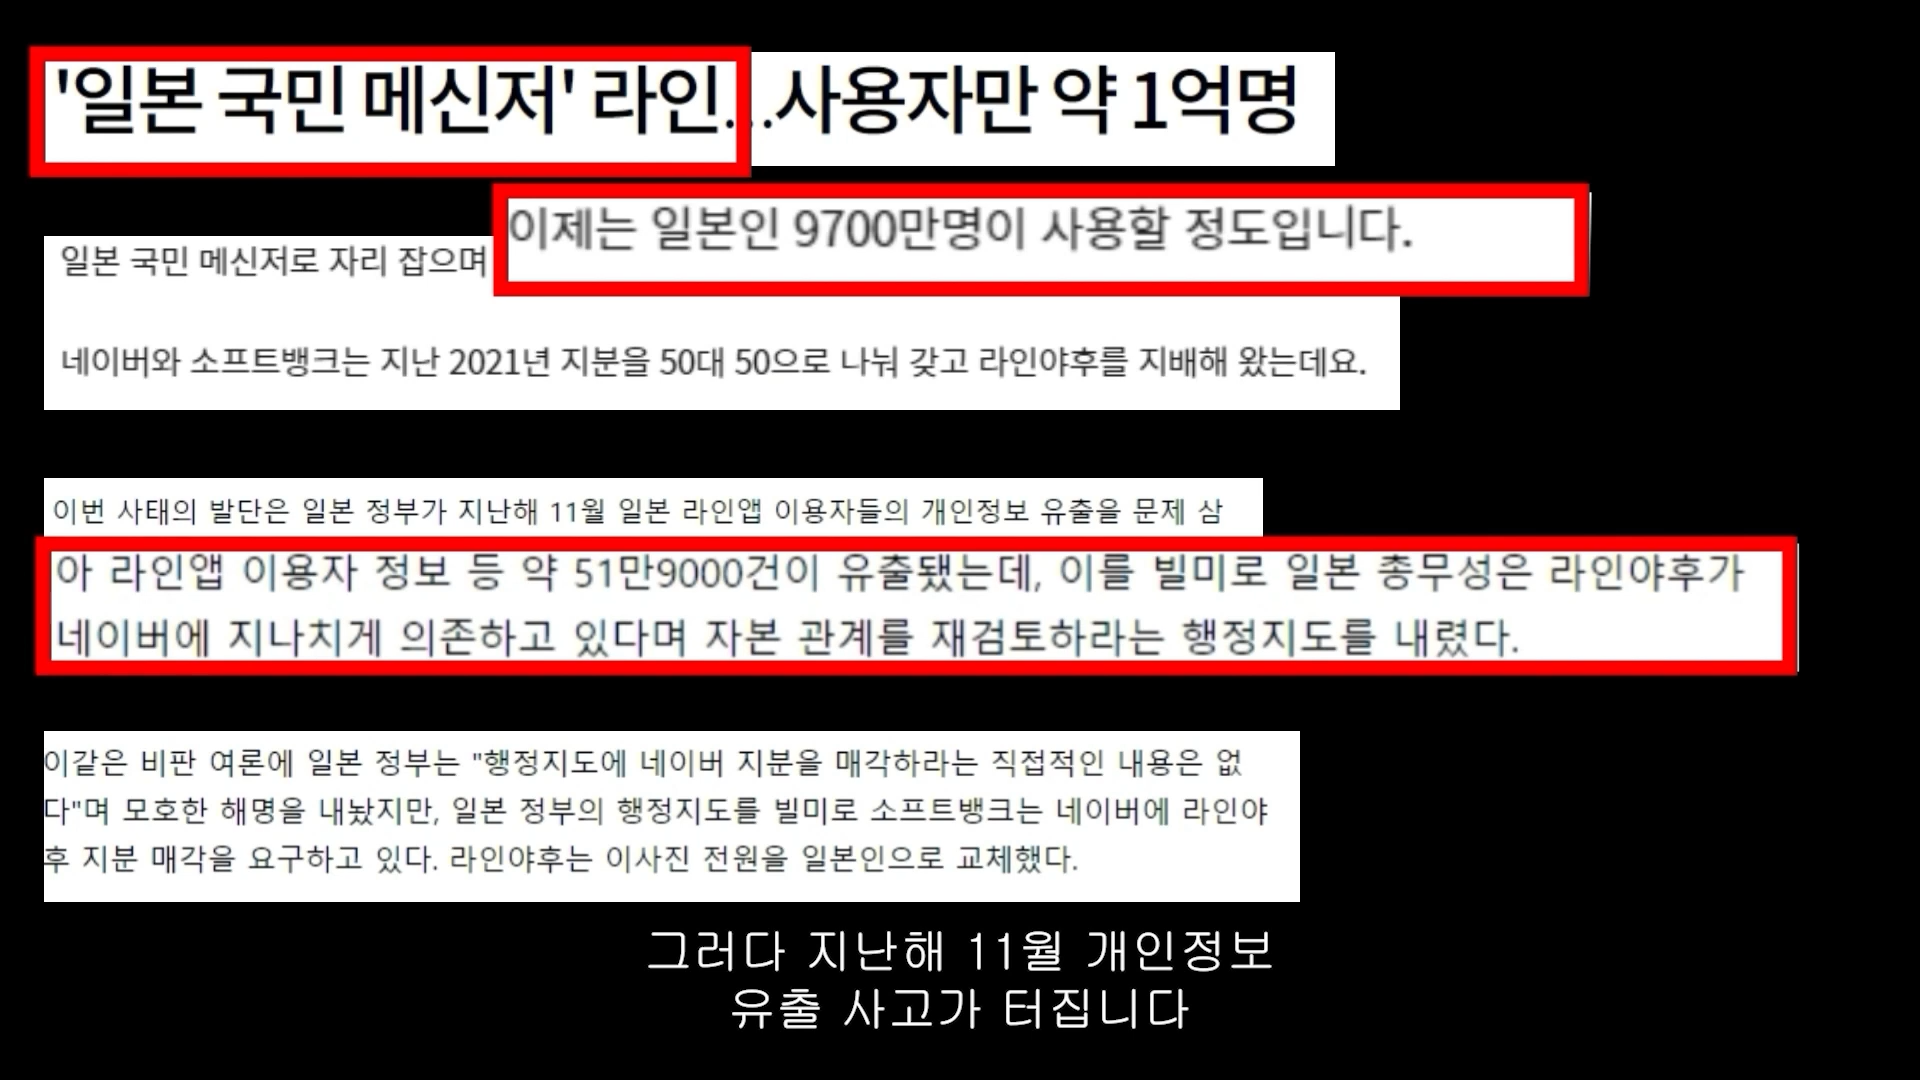 '일본 국민 메신저' 라인...사용자만 약 1억명
이제는 일본인 9700만명이 사용할 정도입니다.
일본 국민 메신저로 자리 잡으며
네이버와 소프트뱅크는 지난 2021년 지분을 50대 50으로 나눠 갖고 라인야후를 지배해 왔는데요.
이번 사태의 발단은 일본 정부가 지난해 11월 일본 라인앱 이용자들의 개인정보 유출을 문제 삼
아 라인앱 이용자 정보 등 약 51만9000건이 유출됐는데, 이를 빌미로 일본 총무성은 라인야후가
네이버에 지나치게 의존하고 있다며 자본 관계를 재검토하라는 행정지도를 내렸다.
이같은 비판 여론에 일본 정부는 "행정지도에 네이버 지분을 매각하라는 직접적인 내용은 없
다"며 모호한 해명을 내놨지만, 일본 정부의 행정지도를 빌미로 소프트뱅크는 네이버에 라인야
후 지분 매각을 요구하고 있다. 라인야후는 이사진 전원을 일본인으로 교체했다.
그러다 지난해 11월 개인정보
유출 사고가 터집니다